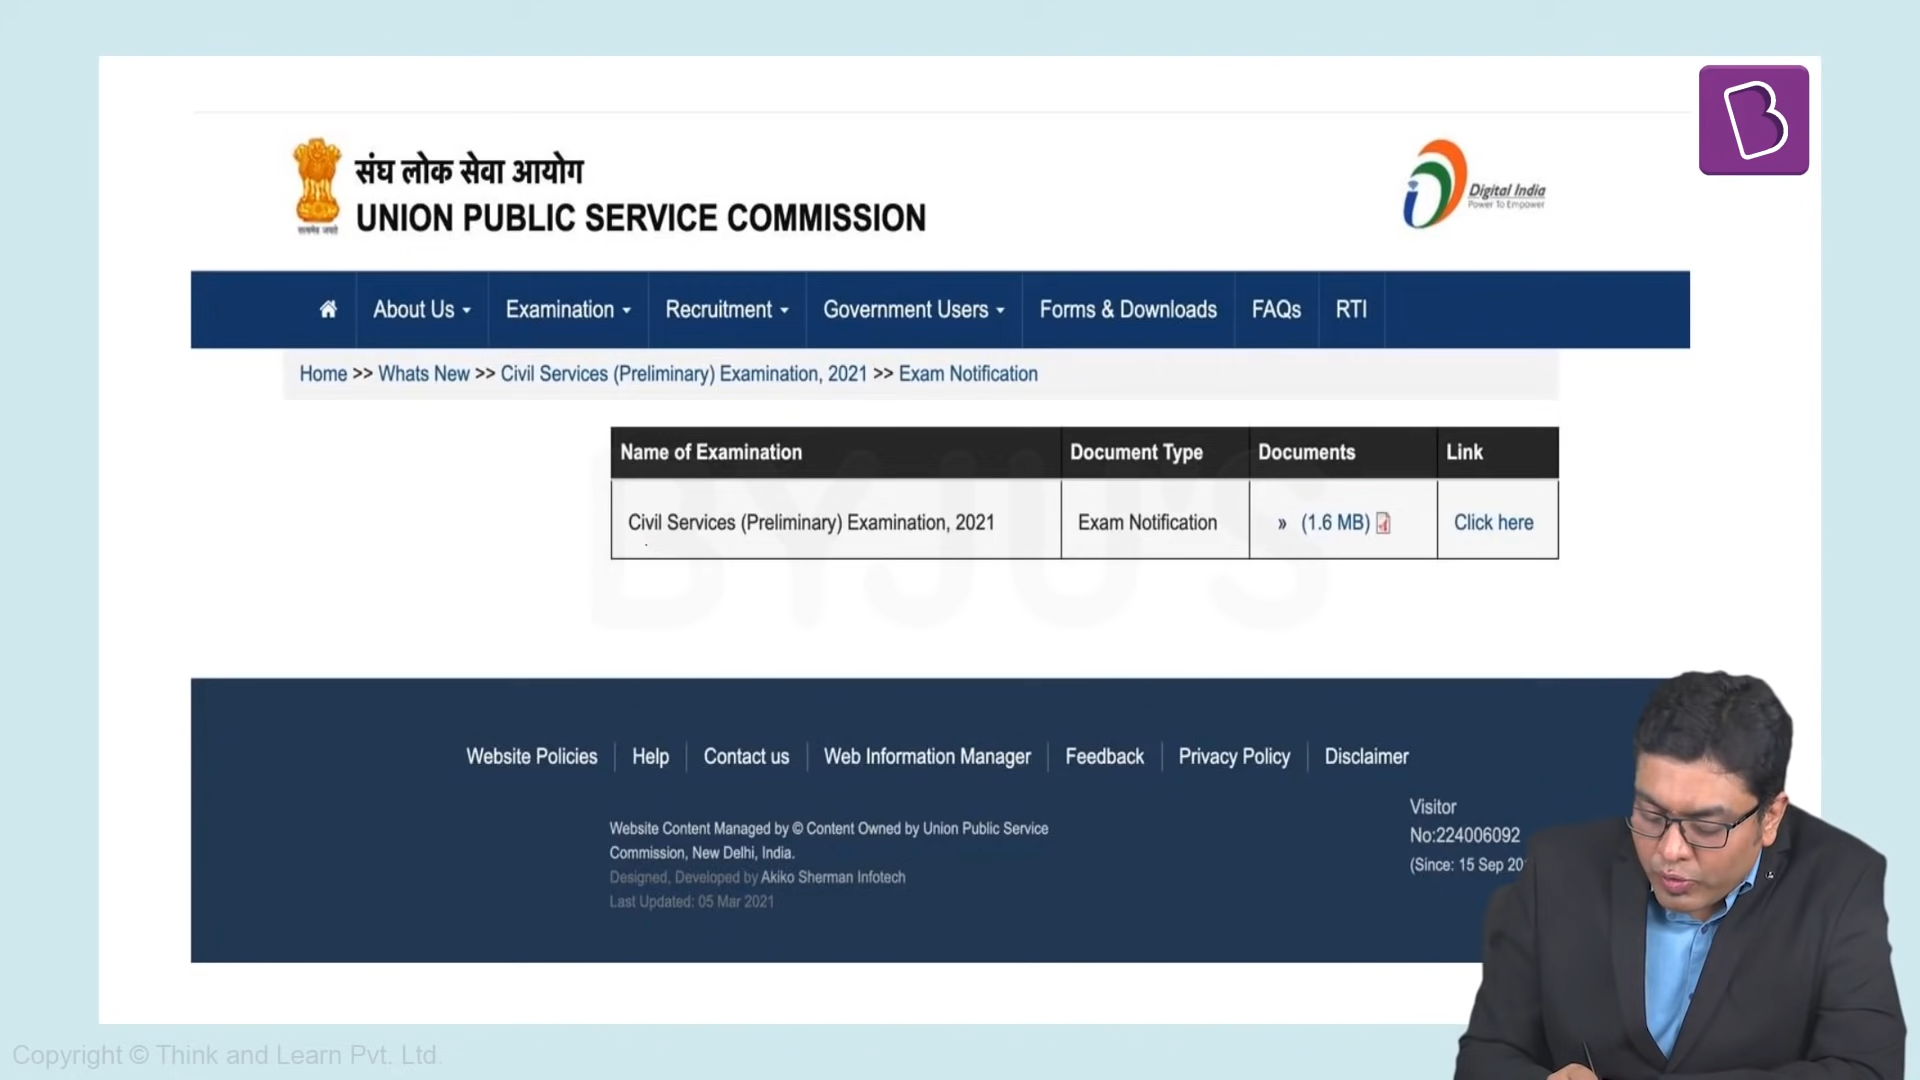 संघ लोक सेवा आयोग
UNION PUBLIC SERVICE COMMISSION
Digital India
Power To Empower
About Us
Examination
Recruitment
Government Users
Forms & Downloads
FAQs
RTI
Home >> Whats New >> Civil Services (Preliminary) Examination, 2021 >> Exam Notification
Name of Examination
Document Type
Documents
Link
Civil Services (Preliminary) Examination, 2021
Exam Notification
» (1.6 MB)
Click here
BYJU'S
Website Policies
Help
Contact us
Web Information Manager
Feedback
Privacy Policy
Disclaimer
Website Content Managed by © Content Owned by Union Public Service
Commission, New Delhi, India.
Designed, Developed by Akiko Sherman Infotech
Last Updated: 05 Mar 2021
Visitor
No:224006092
(Since: 15 Sep
Copyright © Think and Learn Pvt. Ltd.